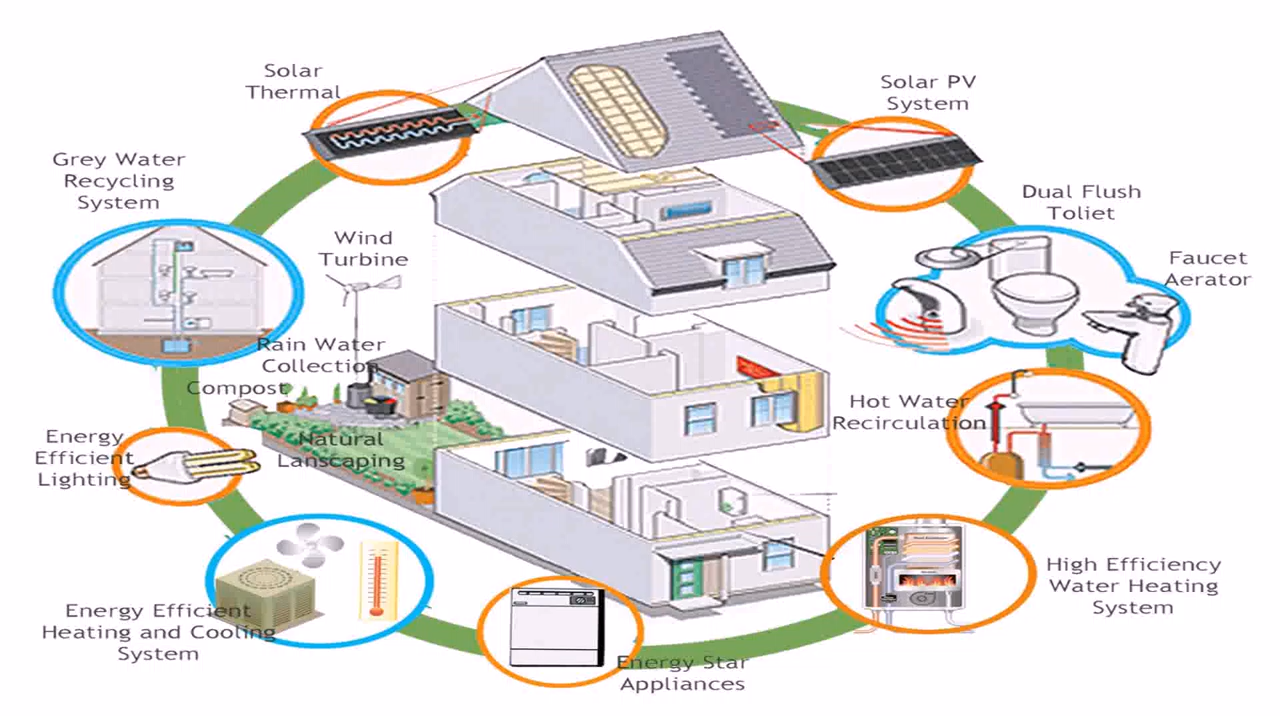 Solar
Thermal
Solar PV
System
Grey Water
Recycling
System
Dual Flush
Toliet
Wind
Turbine
Faucet
Aerator
Rain Water
Collection
Compost
Hot Water
Recirculation
Energy
Efficient
Lighting
Natural
Lanscaping
High Efficiency
Water Heating
System
Energy Efficient
Heating and Cooling
System
Energy Star
Appliances